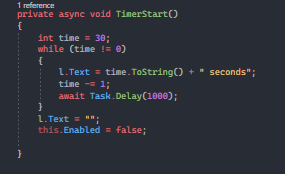 1 reference
private async void TimerStart()
{
int time = 30;
while (time != 0)
{
l.Text = time.ToString() + " seconds";
time -= 1;
await Task.Delay(1000);
}
l.Text = "";
this.Enabled = false;
}